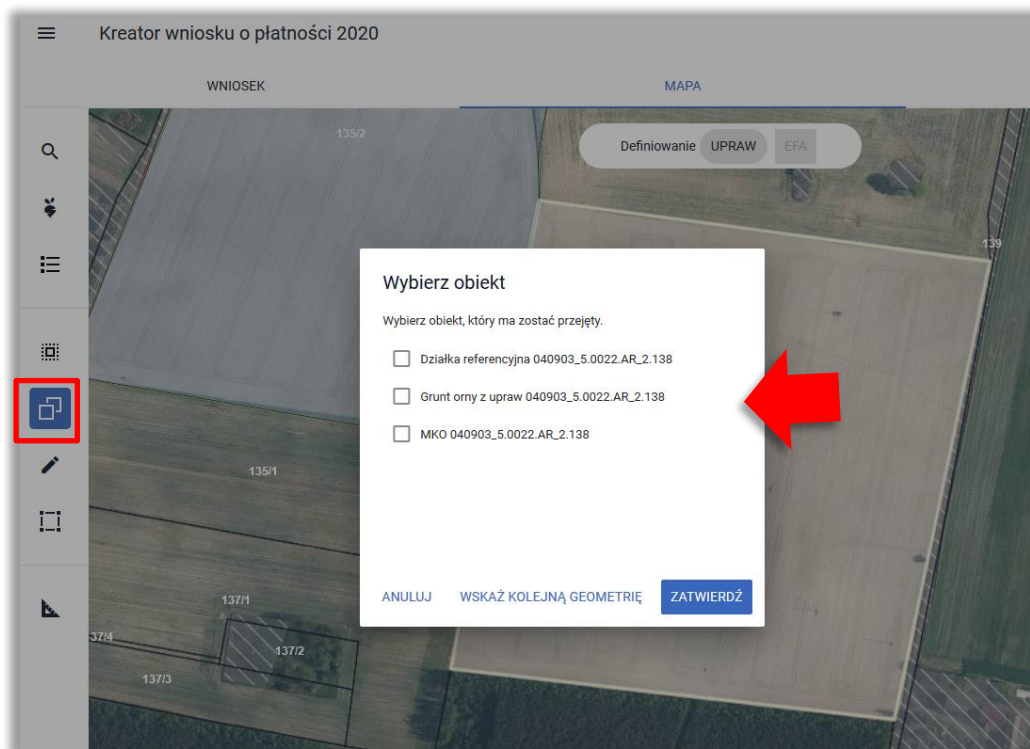 Kreator wniosku o płatności 2020
WNIOSEK
MAPA
135/2
Definiowanie UPRAW EFA
139
Wybierz obiekt
Wybierz obiekt, który ma zostać przejęty.
Działka referencyjna 040903_5.0022.AR_2.138
Grunt orny z upraw 040903_5.0022.AR_2.138
MKO 040903_5.0022.AR_2.138
135/1
ANULUJ WSKAŻ KOLEJNĄ GEOMETRIĘ ZATWIERDŹ
137/1
37/4
137/2
137/3